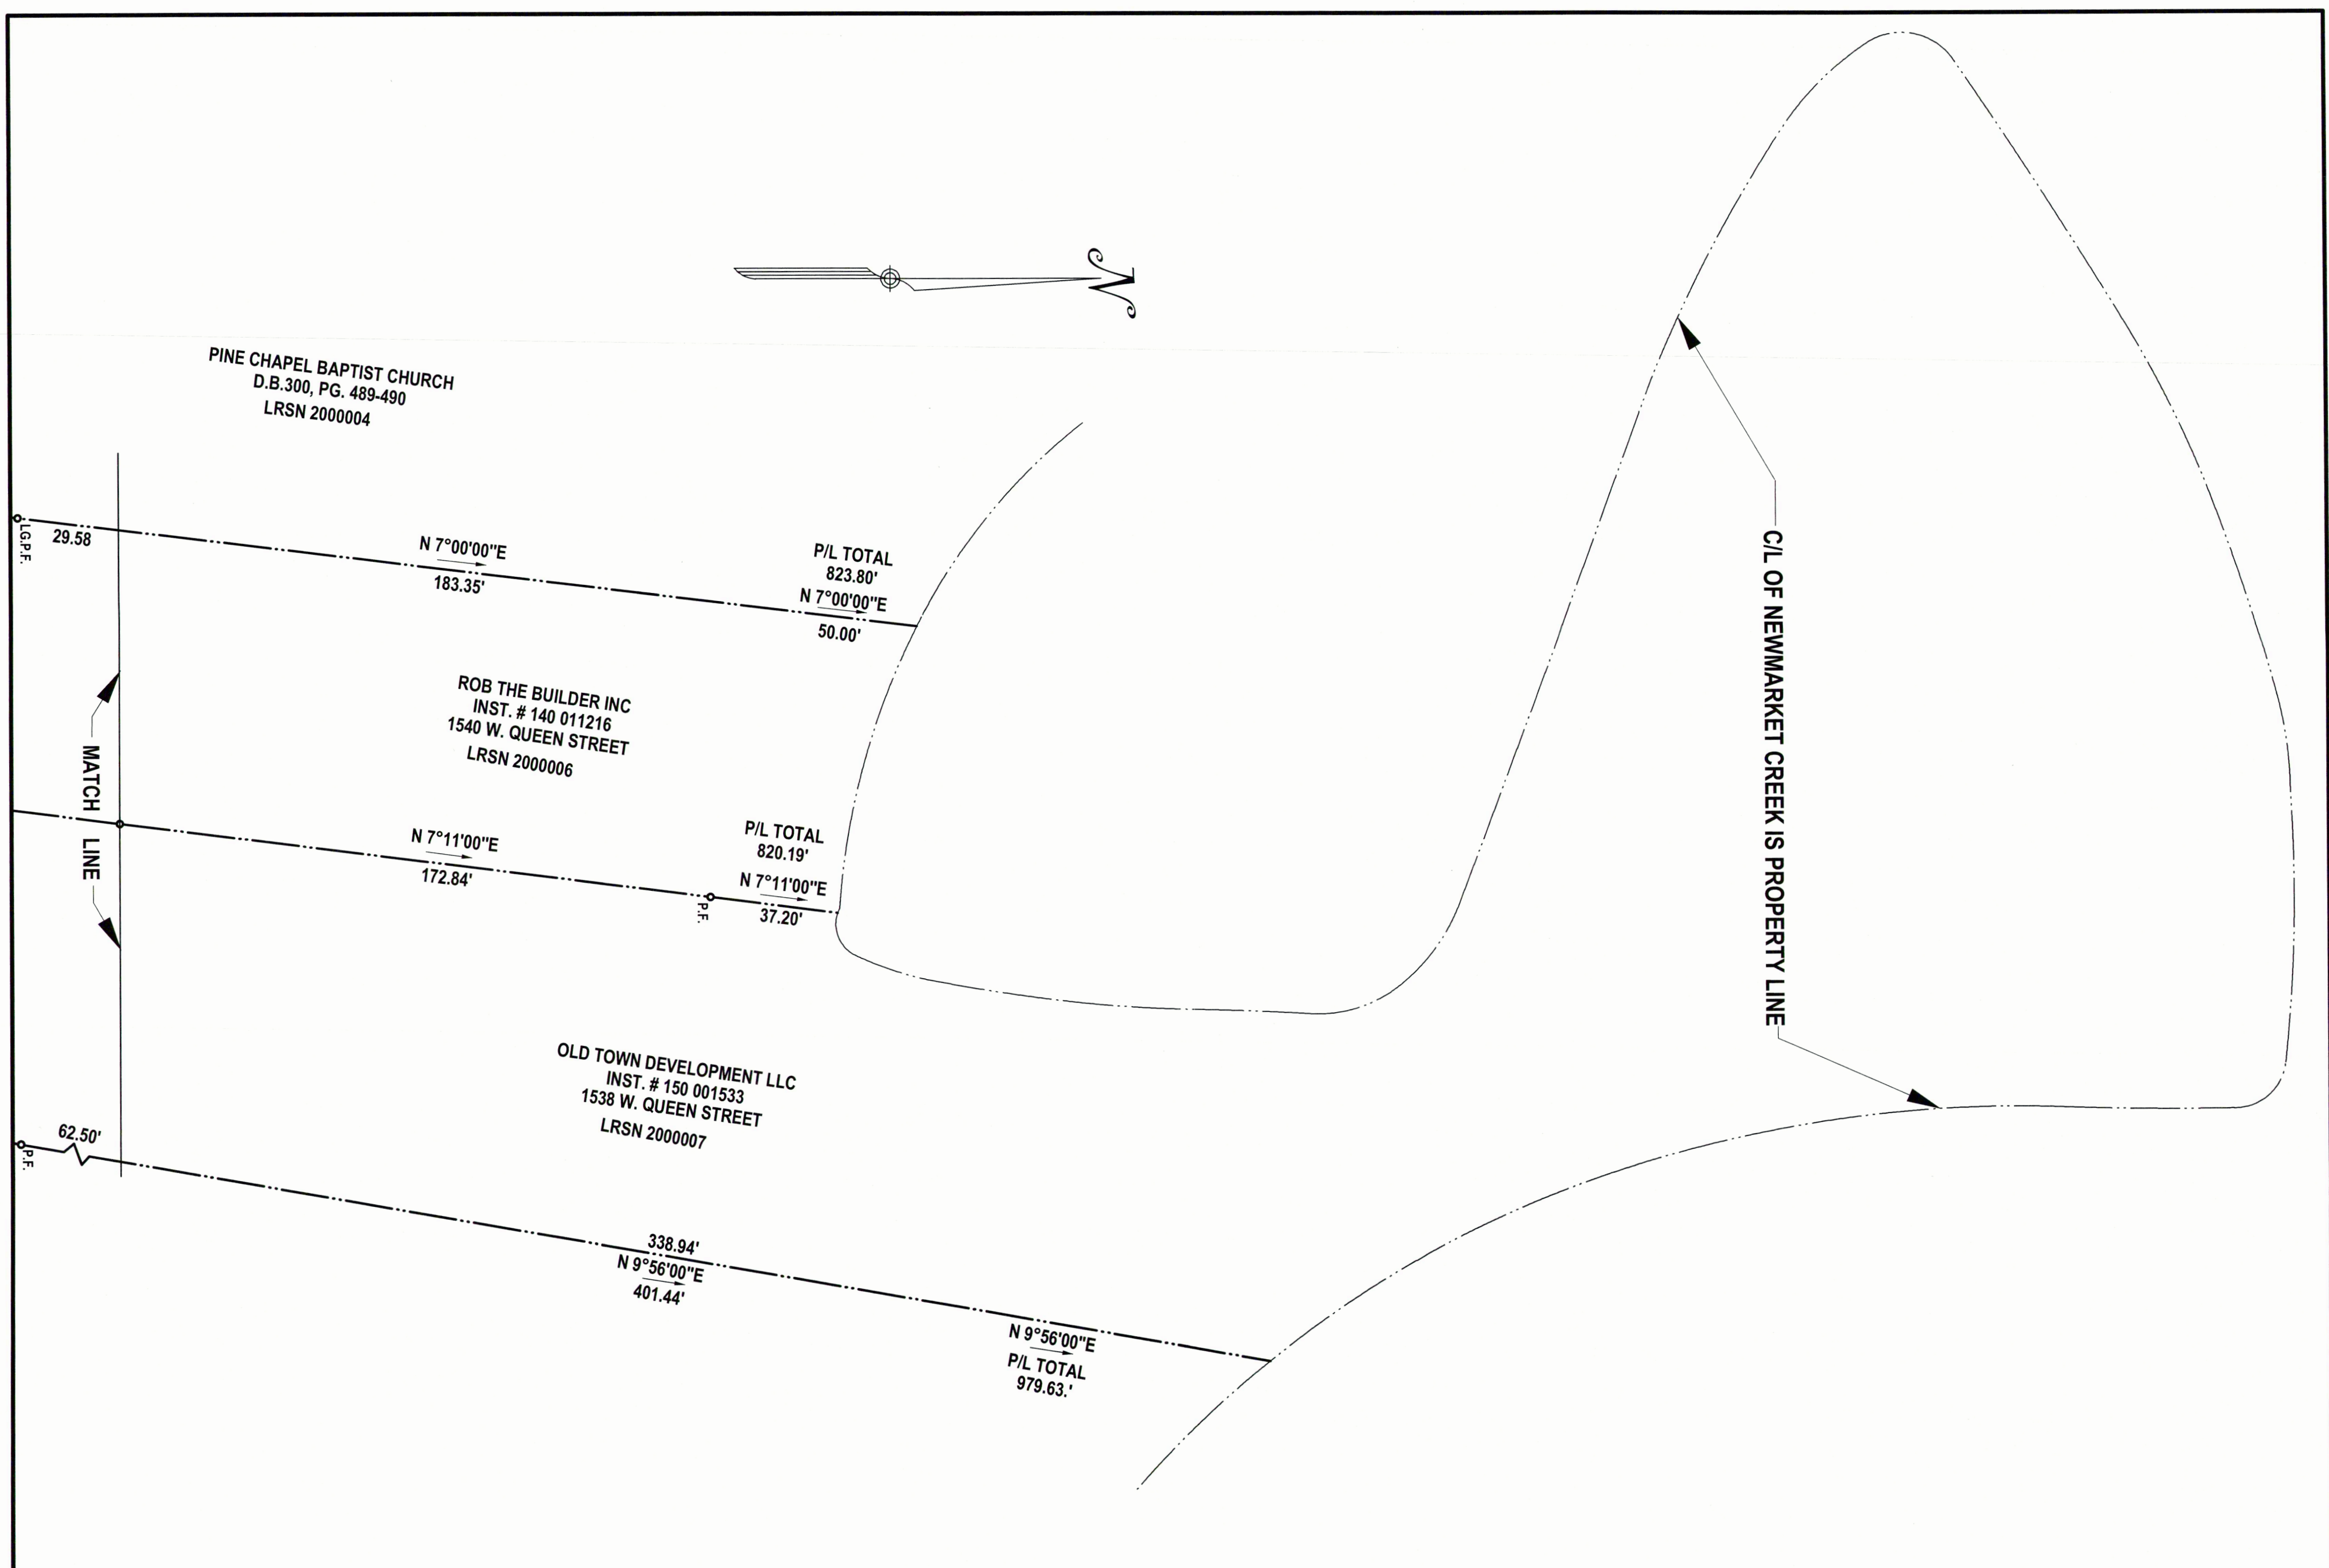 N
PINE CHAPEL BAPTIST CHURCH
D.B.300, PG. 489-490
LRSN 2000004
I.G.P.F.
29.58
N 7°00'00"E
183.35'
P/L TOTAL
823.80'
N 7°00'00"E
50.00'
ROB THE BUILDER INC
INST. # 140 011216
1540 W. QUEEN STREET
LRSN 2000006
MATCH LINE
N 7°11'00"E
172.84'
P/L TOTAL
820.19'
N 7°11'00"E
37.20'
P.F.
C/L OF NEWMARKET CREEK IS PROPERTY LINE
OLD TOWN DEVELOPMENT LLC
INST. # 150 001533
1538 W. QUEEN STREET
LRSN 2000007
62.50'
P.F.
338.94'
N 9°56'00"E
401.44'
N 9°56'00"E
P/L TOTAL
979.63.'